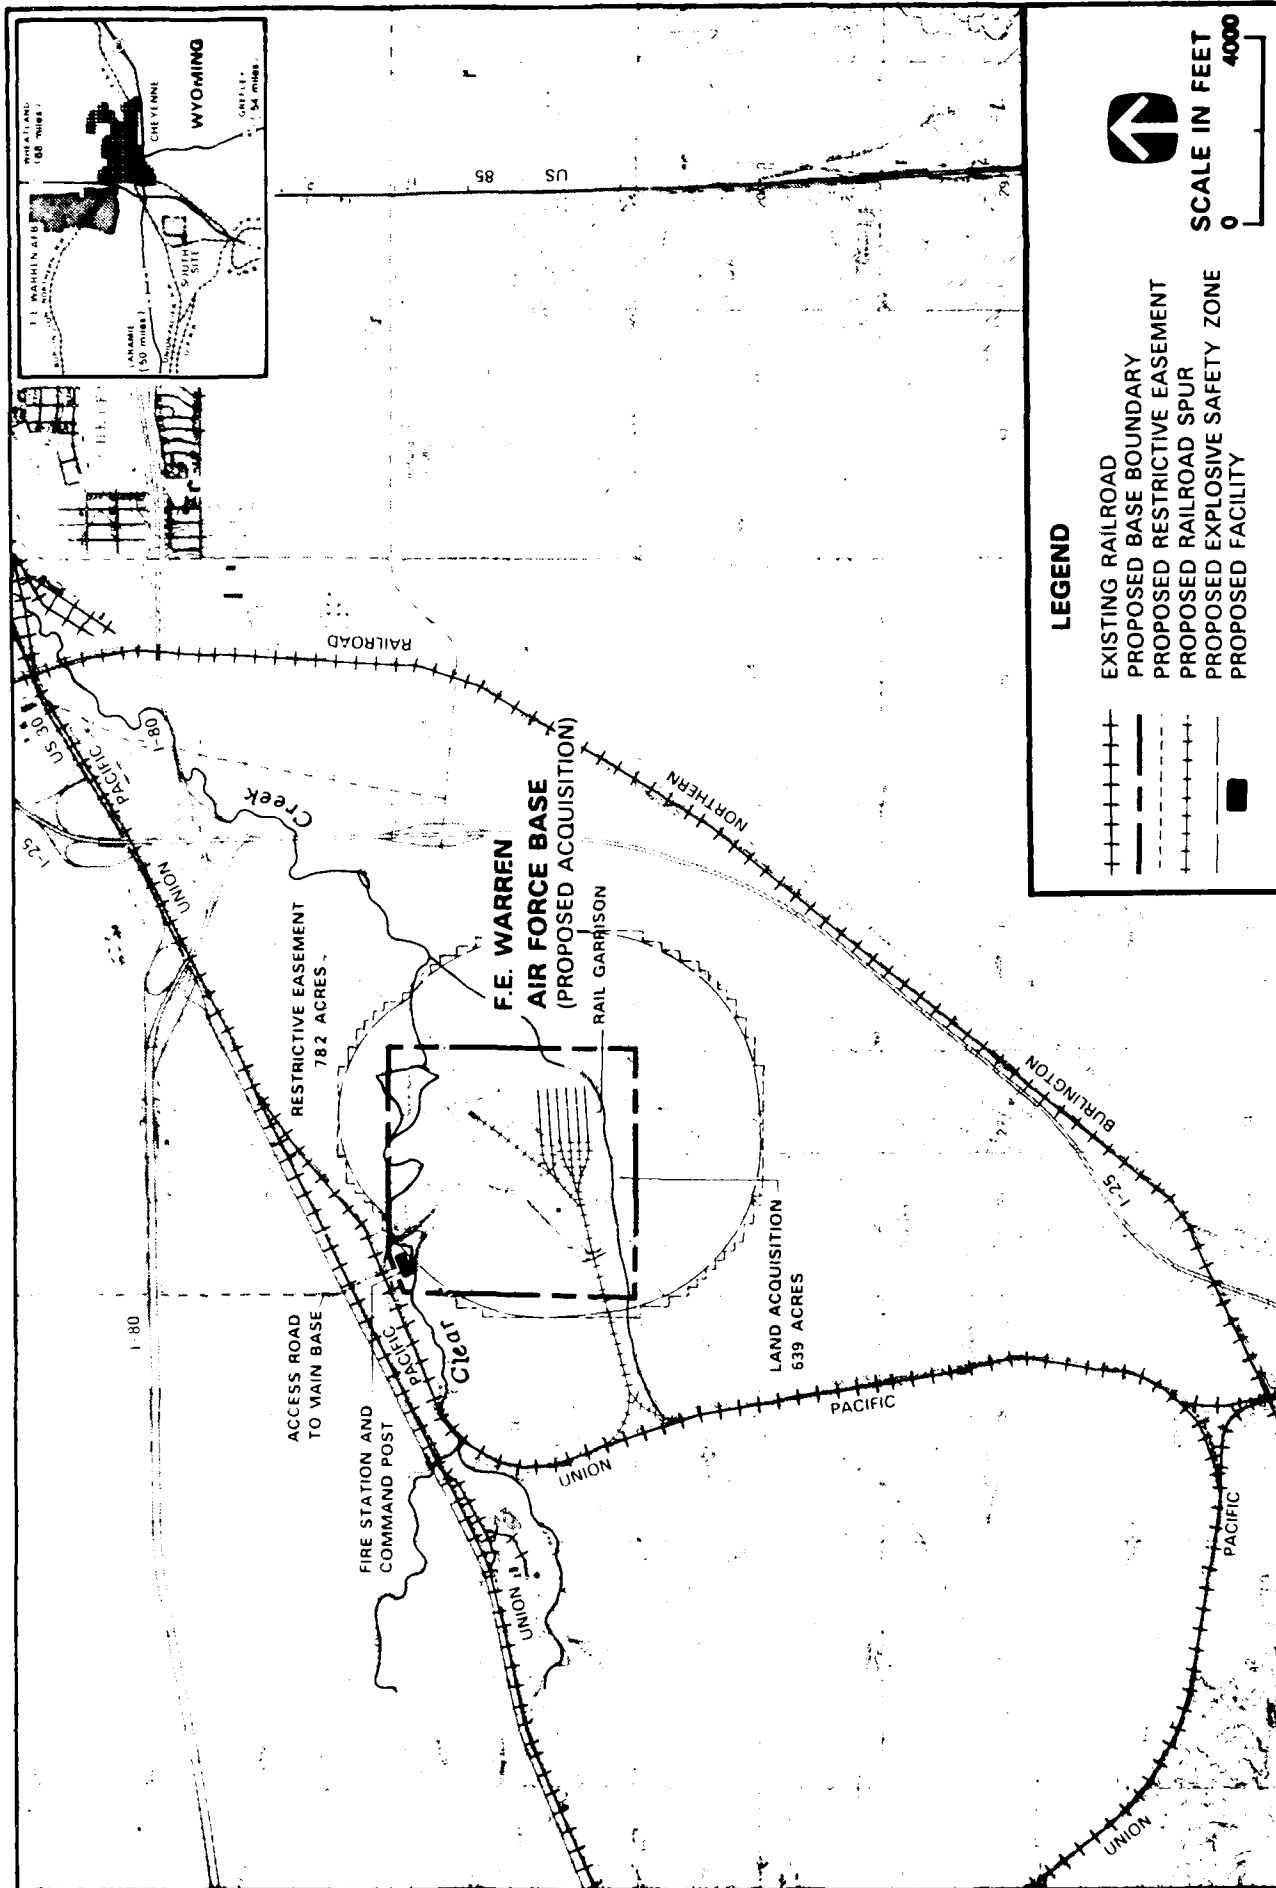 WHEATLAND
(68 miles)
F.E. WARREN AFB
CHEYENNE
WYOMING
LARAMIE
(50 miles)
UNION PACIFIC RR
SOUTH
SITE
GREELEY
54 miles
US 85
US 30
I-25
I-80
UNION PACIFIC
RAILROAD
Creek
RESTRICTIVE EASEMENT
782 ACRES
F.E. WARREN
AIR FORCE BASE
(PROPOSED ACQUISITION)
RAIL GARRISON
NORTHERN
BURLINGTON
I-25
I-80
ACCESS ROAD
TO MAIN BASE
FIRE STATION AND
COMMAND POST
PACIFIC
Clear
LAND ACQUISITION
639 ACRES
UNION
PACIFIC
UNION
PACIFIC
UNION
LEGEND
EXISTING RAILROAD
PROPOSED BASE BOUNDARY
PROPOSED RESTRICTIVE EASEMENT
PROPOSED RAILROAD SPUR
PROPOSED EXPLOSIVE SAFETY ZONE
PROPOSED FACILITY
SCALE IN FEET
0 4000